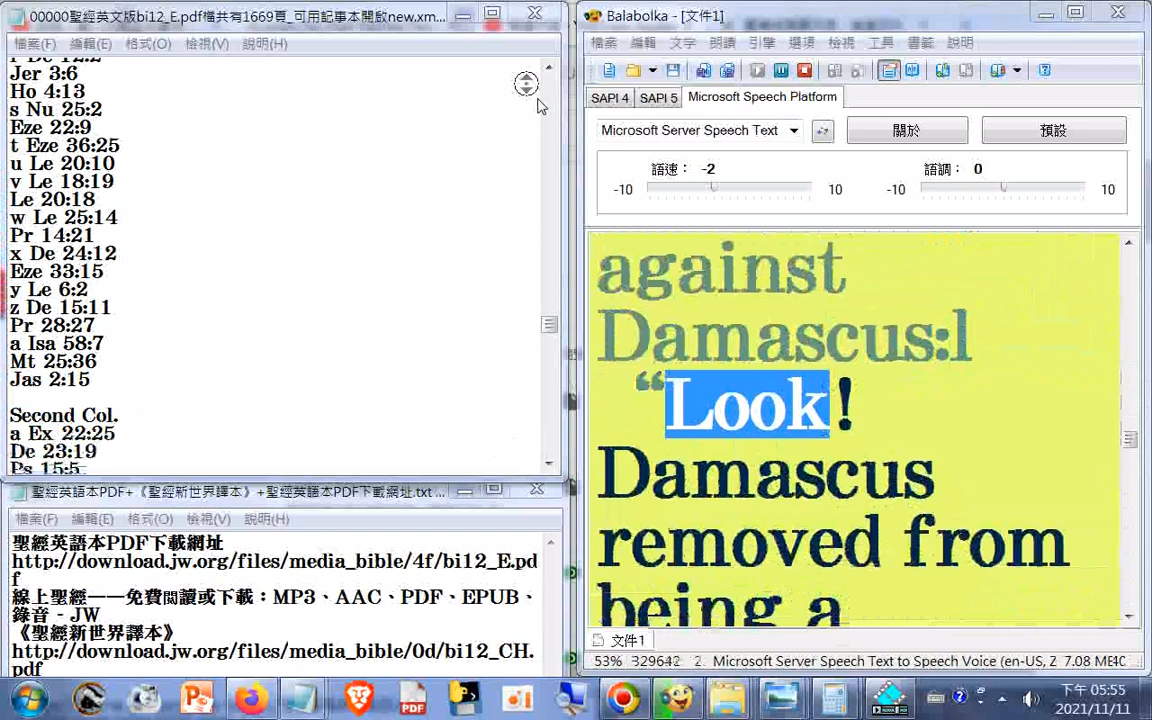 00000聖經英文版bi12_E.pdf檔共有1669頁_可用記事本開啟new.xm...
檔案(F) 編輯(E) 格式(O) 檢視(V) 說明(H)
Jer 3:6
Ho 4:13
s Nu 25:2
Eze 22:9
t Eze 36:25
u Le 20:10
v Le 18:19
Le 20:18
w Le 25:14
Pr 14:21
x De 24:12
Eze 33:15
y Le 6:2
z De 15:11
Pr 28:27
a Isa 58:7
Mt 25:36
Jas 2:15
Second Col.
a Ex 22:25
De 23:19
Ps 15:5
聖經英語本PDF+《聖經新世界譯本》+聖經英語本PDF下載網址.txt ...
檔案(F) 編輯(E) 格式(O) 檢視(V) 說明(H)
聖經英語本PDF下載網址
http://download.jw.org/files/media_bible/4f/bi12_E.pd
f
線上聖經——免費閱讀或下載：MP3、AAC、PDF、EPUB、
錄音 - JW
《聖經新世界譯本》
http://download.jw.org/files/media_bible/0d/bi12_CH.
pdf
Balabolka - [文件1]
檔案 編輯 文字 朗讀 引擎 選項 檢視 工具 書籤 說明
SAPI 4 SAPI 5 Microsoft Speech Platform
Microsoft Server Speech Text 關於 預設
語速： -2 語調： 0
-10 10 -10 10
against
Damascus:l
“Look!
Damascus
removed from
being a
文件1
53% 329642 2. Microsoft Server Speech Text to Speech Voice (en-US, Z 7.08 ME
下午 05:55
2021/11/11